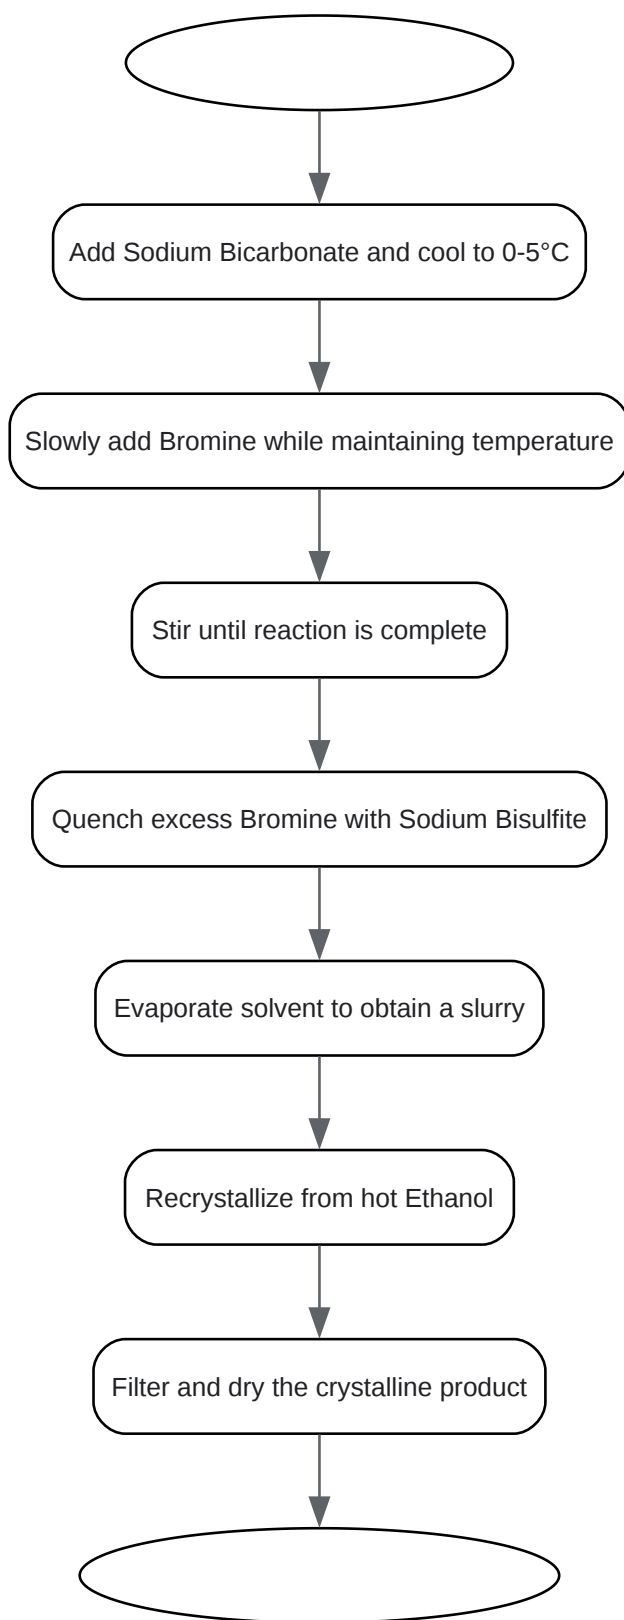 Add Sodium Bicarbonate and cool to 0-5°C
Slowly add Bromine while maintaining temperature
Stir until reaction is complete
Quench excess Bromine with Sodium Bisulfite
Evaporate solvent to obtain a slurry
Recrystallize from hot Ethanol
Filter and dry the crystalline product